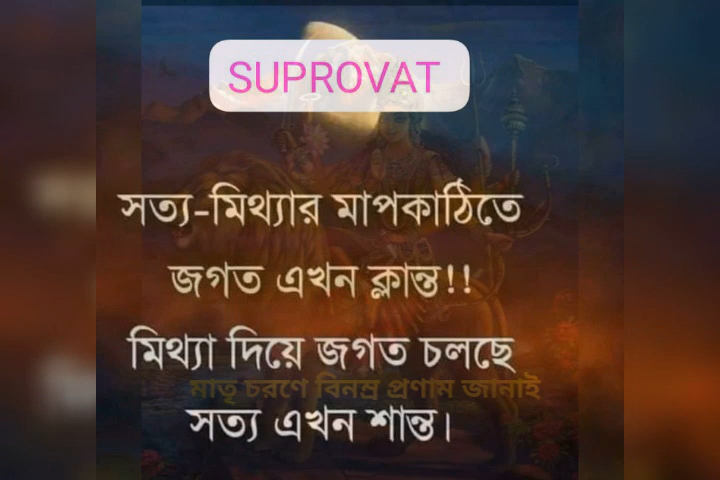 SUPROVAT
সত্য-মিথ্যার মাপকাঠিতে
জগত এখন ক্লান্ত!!
মিথ্যা দিয়ে জগত চলছে
মাতৃ চরণে বিনম্র প্রণাম জানাই
সত্য এখন শান্ত।